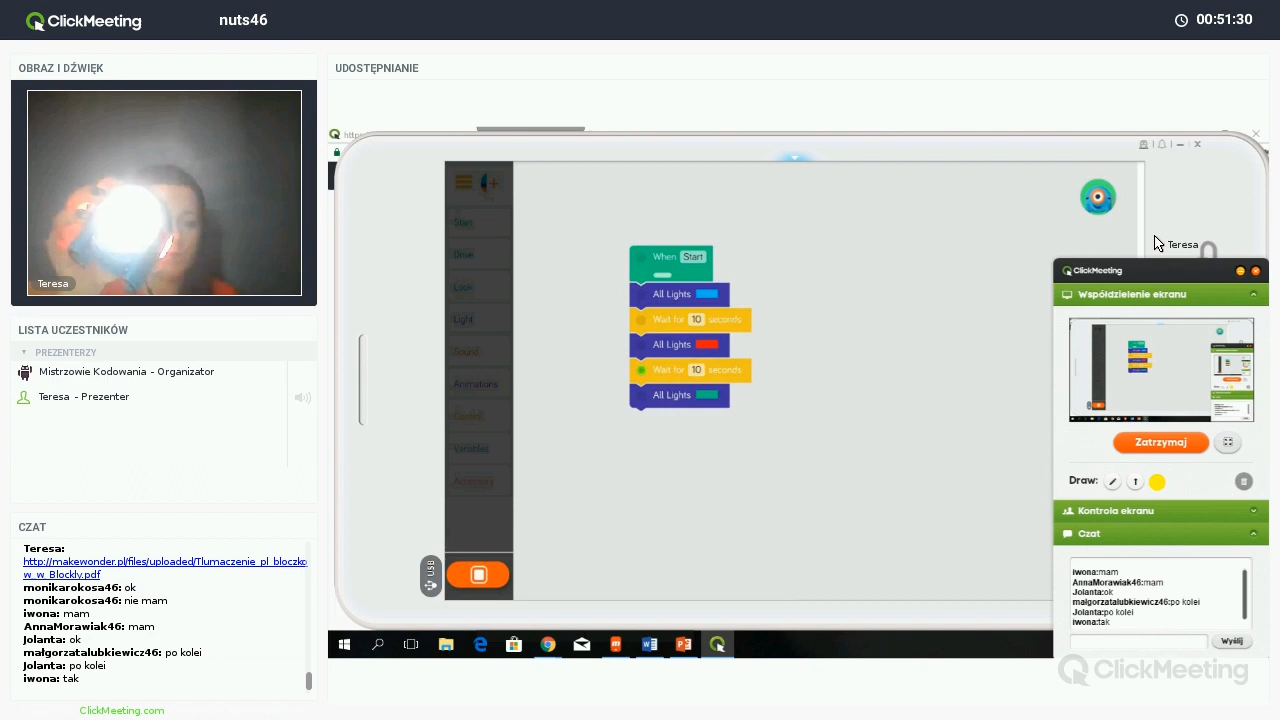 ClickMeeting
nuts46
00:51:30
OBRAZ I DŹWIĘK
Teresa
LISTA UCZESTNIKÓW
PREZENTERZY
Mistrzowie Kodowania - Organizator
Teresa - Prezenter
CZAT
Teresa:
http://makewonder.pl/files/uploaded/Tlumaczenie_pl_bloczko
w_w_Blockly.pdf
monikarokosa46: ok
monikarokosa46: nie mam
iwona: mam
AnnaMorawiak46: mam
Jolanta: ok
małgorzatalubkiewicz46: po kolei
Jolanta: po kolei
iwona: tak
ClickMeeting.com
UDOSTĘPNIANIE
Start
Drive
Look
Light
Sound
Animations
Control
Variables
Accessory
USB
When Start
All Lights
Wait for 10 seconds
All Lights
Wait for 10 seconds
All Lights
Teresa
ClickMeeting
Współdzielenie ekranu
Zatrzymaj
Draw:
Kontrola ekranu
Czat
iwona:mam
AnnaMorawiak46:mam
Jolanta:ok
małgorzatalubkiewicz46:po kolei
Jolanta:po kolei
iwona:tak
Wyślij
ClickMeeting